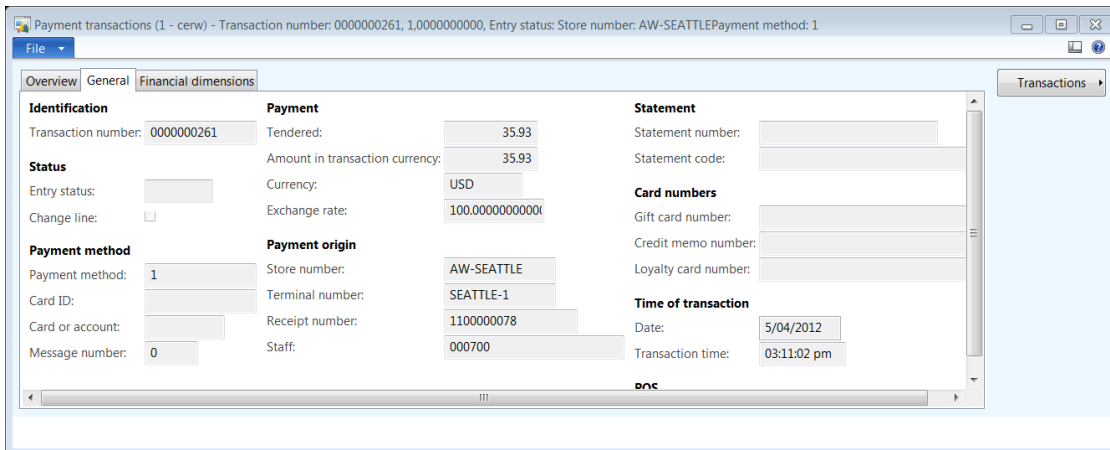 Payment transactions (1 - cerw) - Transaction number: 0000000261, 1,0000000000, Entry status: Store number: AW-SEATTLEPayment method: 1
File
Overview General Financial dimensions
Transactions
Identification
Transaction number: 0000000261
Status
Entry status:
Change line:
Payment method
Payment method: 1
Card ID:
Card or account:
Message number: 0
Payment
Tendered: 35.93
Amount in transaction currency: 35.93
Currency: USD
Exchange rate: 100.0000000000
Payment origin
Store number: AW-SEATTLE
Terminal number: SEATTLE-1
Receipt number: 1100000078
Staff: 000700
Statement
Statement number:
Statement code:
Card numbers
Gift card number:
Credit memo number:
Loyalty card number:
Time of transaction
Date: 5/04/2012
Transaction time: 03:11:02 pm
POS